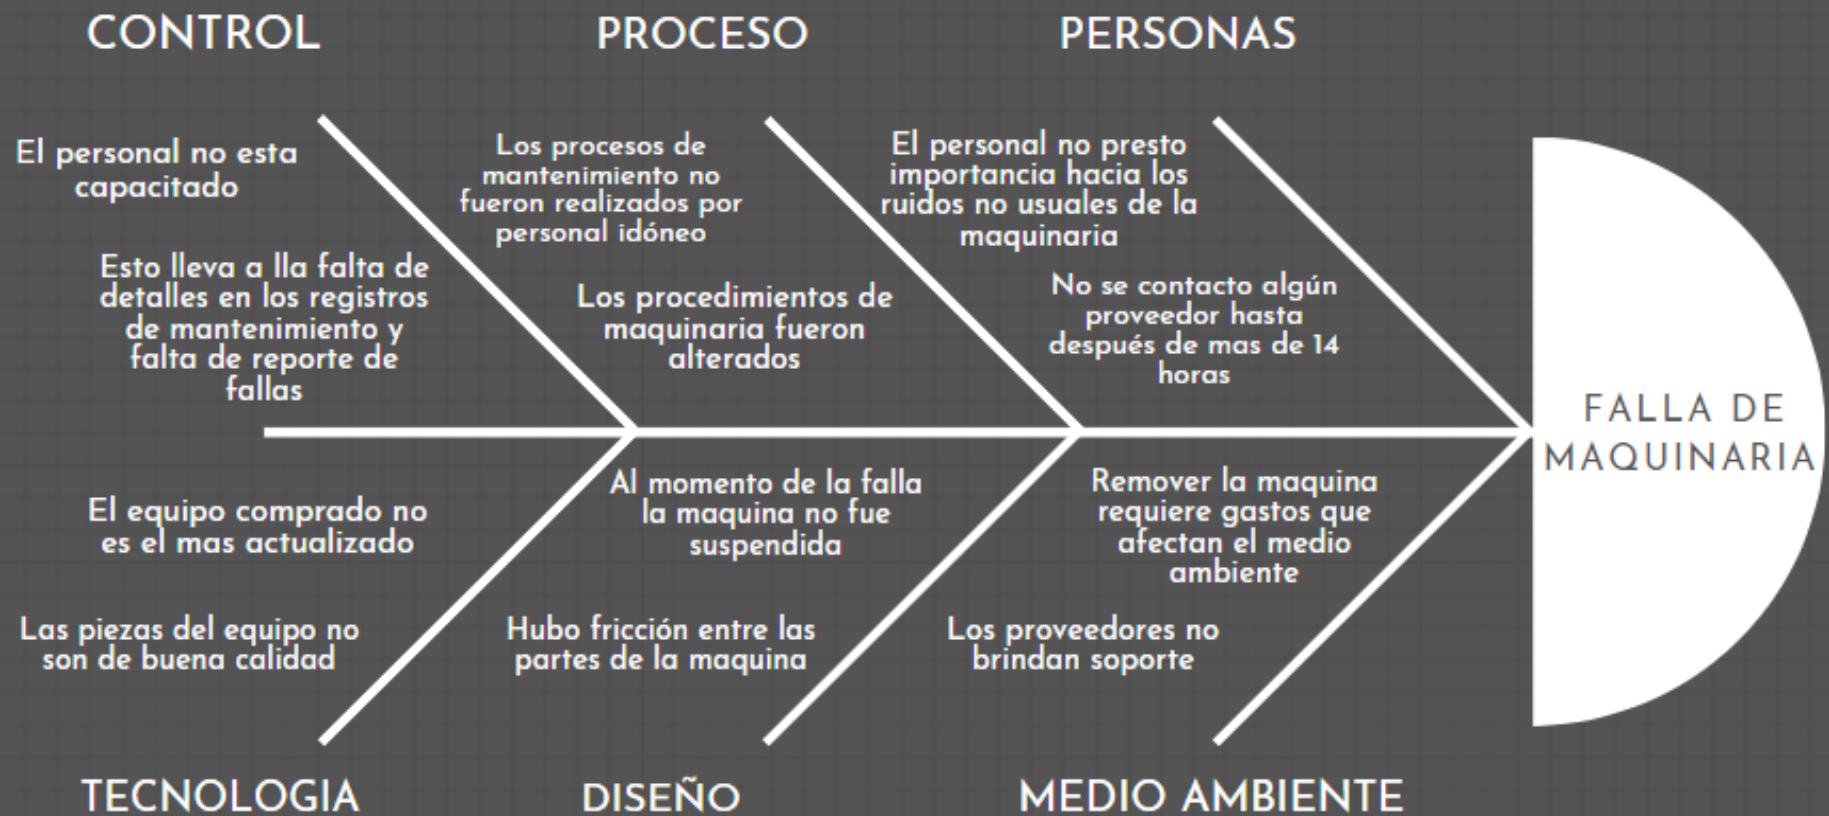 CONTROL
El personal no esta
capacitado
Esto lleva a lla falta de
detalles en los registros
de mantenimiento y
falta de reporte de
fallas
PROCESO
Los procesos de
mantenimiento no
fueron realizados por
personal idóneo
Los procedimientos de
maquinaria fueron
alterados
PERSONAS
El personal no presto
importancia hacia los
ruidos no usuales de la
maquinaria
No se contacto algún
proveedor hasta
después de mas de 14
horas
FALLA DE
MAQUINARIA
El equipo comprado no
es el mas actualizado
Las piezas del equipo no
son de buena calidad
TECNOLOGIA
Al momento de la falla
la maquina no fue
suspendida
Hubo fricción entre las
partes de la maquina
DISEÑO
Remover la maquina
requiere gastos que
afectan el medio
ambiente
Los proveedores no
brindan soporte
MEDIO AMBIENTE